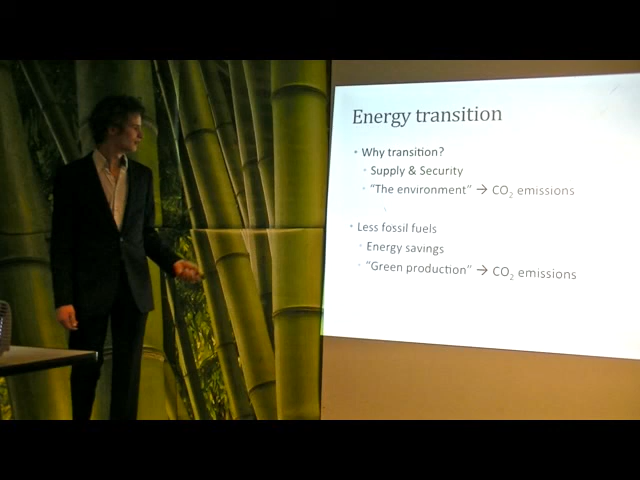 Energy transition
• Why transition?
• Supply & Security
• "The environment" → CO₂ emissions
• Less fossil fuels
• Energy savings
• "Green production" → CO₂ emissions